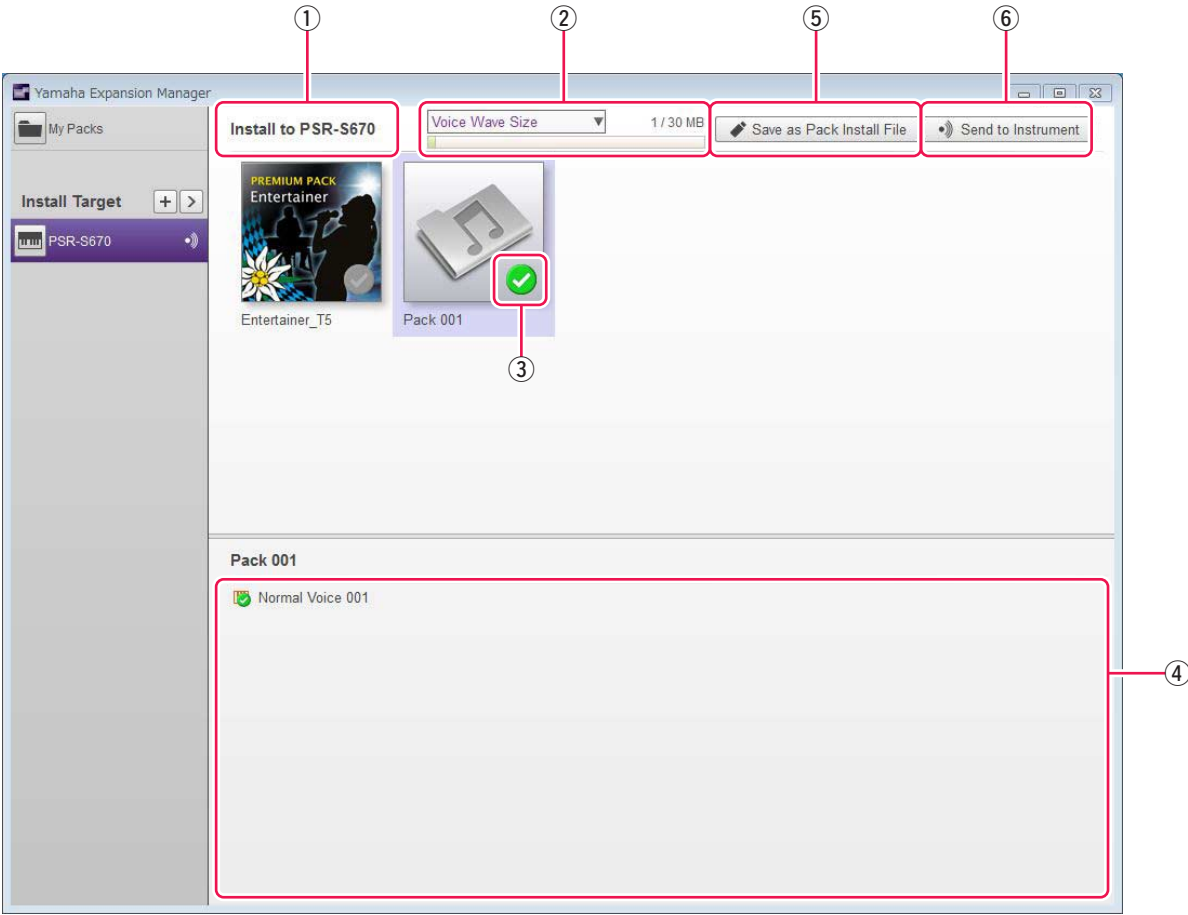 ① ② ⑤ ⑥
Yamaha Expansion Manager
My Packs
Install to PSR-S670
Voice Wave Size ▼ 1 / 30 MB
Save as Pack Install File
Send to Instrument
Install Target + >
PSR-S670
PREMIUM PACK
Entertainer
Entertainer_T5
Pack 001
③
Pack 001
Normal Voice 001
④